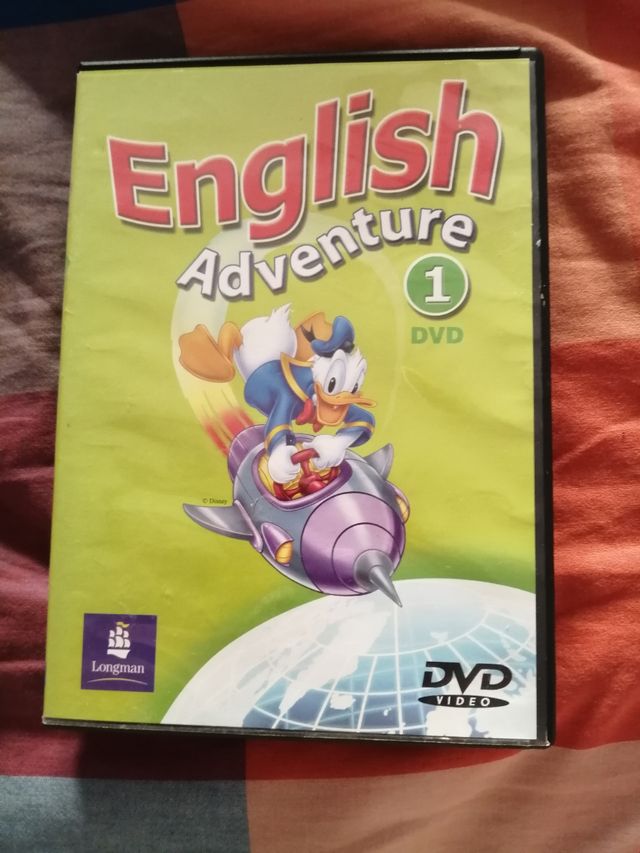 English
Adventure
1
DVD
© Disney
Longman
DVD
VIDEO